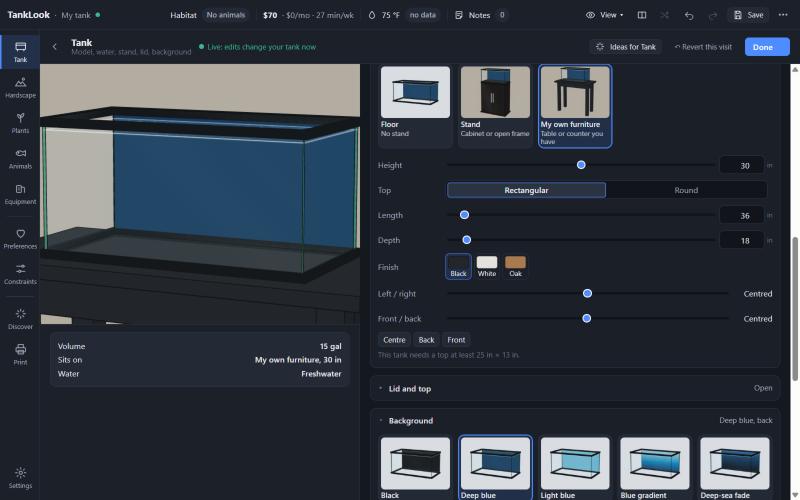 TankLook · My tank
Habitat No animals
$70 · $0/mo · 27 min/wk
75 °F no data
Notes 0
View
Save
Tank
Model, water, stand, lid, background
Live: edits change your tank now
Ideas for Tank
Revert this visit
Done
Tank
Hardscape
Plants
Animals
Equipment
Preferences
Constraints
Discover
Print
Settings
Volume 15 gal
Sits on My own furniture, 30 in
Water Freshwater
Floor
No stand
Stand
Cabinet or open frame
My own furniture
Table or counter you
have
Height 30 in
Top Rectangular Round
Length 36 in
Depth 18 in
Finish Black White Oak
Left / right Centred
Front / back Centred
Centre Back Front
This tank needs a top at least 25 in × 13 in.
Lid and top Open
Background Deep blue, back
Black Deep blue Light blue Blue gradient Deep-sea fade